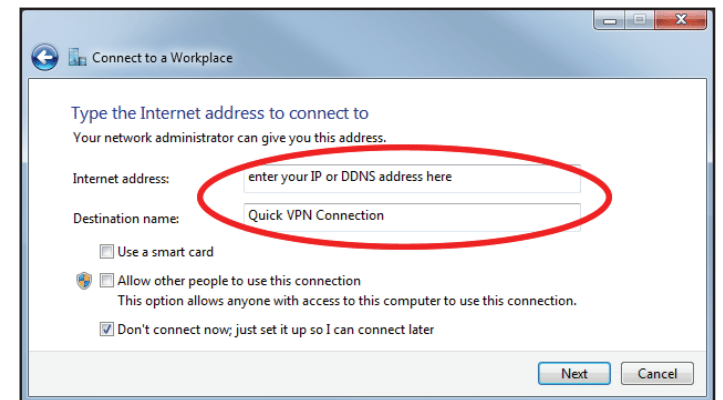 Connect to a Workplace
Type the Internet address to connect to
Your network administrator can give you this address.
Internet address: enter your IP or DDNS address here
Destination name: Quick VPN Connection
Use a smart card
Allow other people to use this connection
This option allows anyone with access to this computer to use this connection.
Don't connect now; just set it up so I can connect later
Next Cancel